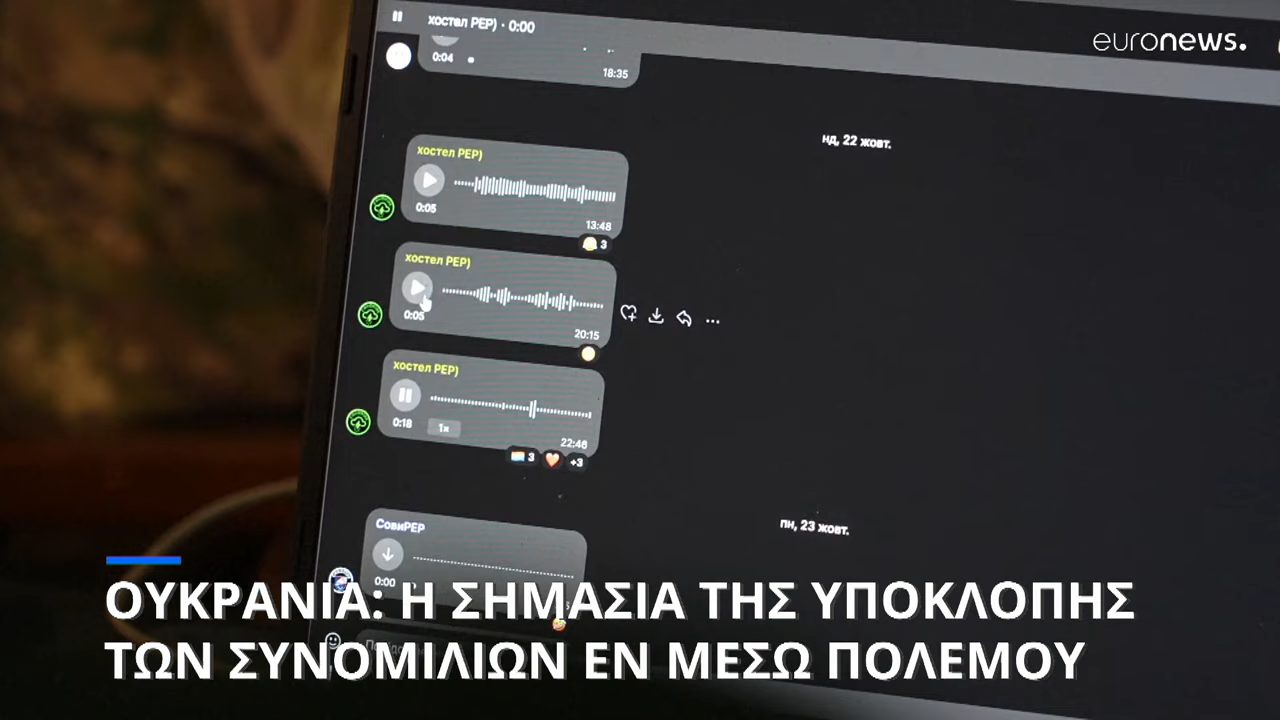 хостел РЕР) · 0:00
euronews.
0:04
18:35
нд, 22 жовт.
хостел РЕР)
0:05
13:48
3
хостел РЕР)
0:05
20:15
хостел РЕР)
0:18
1x
22:46
3
+3
пн, 23 жовт.
СовиРЕР
0:00
ΟΥΚΡΑΝΙΑ: Η ΣΗΜΑΣΙΑ ΤΗΣ ΥΠΟΚΛΟΠΗΣ
ΤΩΝ ΣΥΝΟΜΙΛΙΩΝ ΕΝ ΜΕΣΩ ΠΟΛΕΜΟΥ